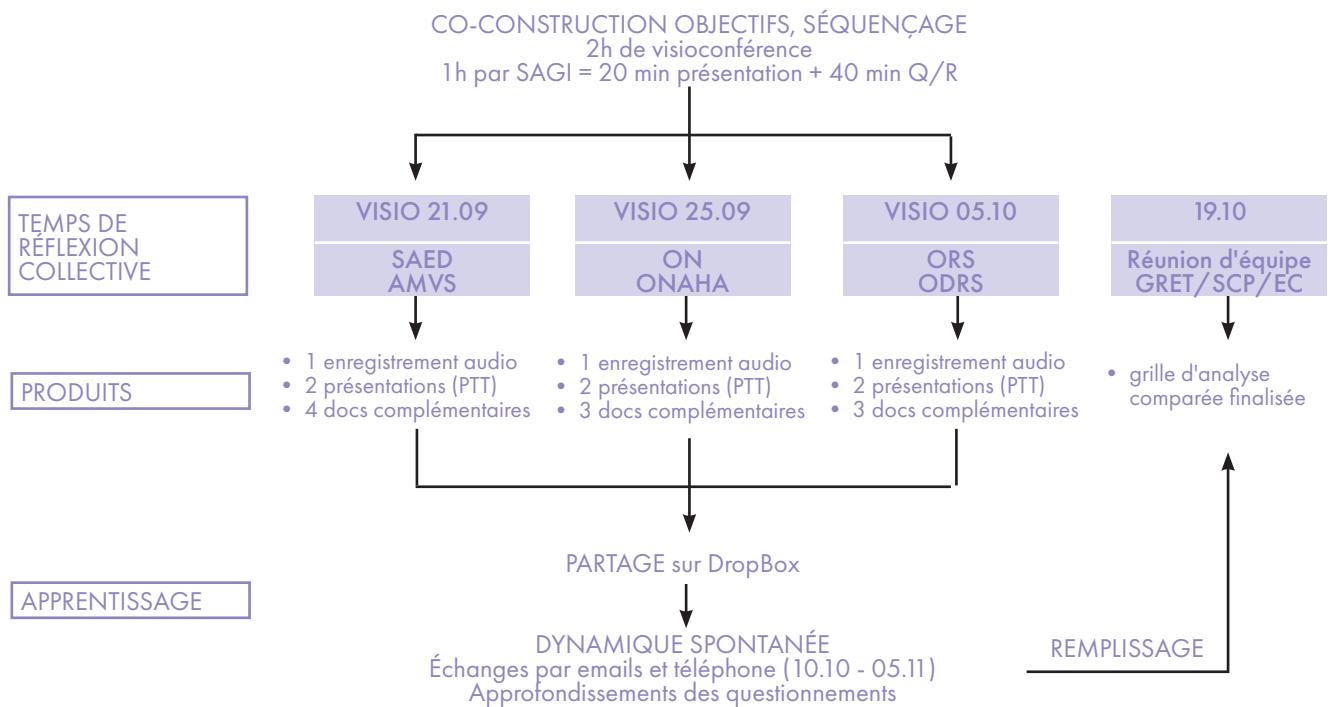 CO-CONSTRUCTION OBJECTIFS, SÉQUENÇAGE
2h de visioconférence
1h par SAGI = 20 min présentation + 40 min Q/R
TEMPS DE
RÉFLEXION
COLLECTIVE
VISIO 21.09
SAED
AMVS
VISIO 25.09
ON
ONAHA
VISIO 05.10
ORS
ODRS
19.10
Réunion d'équipe
GRET/SCP/EC
PRODUITS
• 1 enregistrement audio
• 2 présentations (PTT)
• 4 docs complémentaires
• 1 enregistrement audio
• 2 présentations (PTT)
• 3 docs complémentaires
• 1 enregistrement audio
• 2 présentations (PTT)
• 3 docs complémentaires
• grille d'analyse
comparée finalisée
PARTAGE sur DropBox
APPRENTISSAGE
DYNAMIQUE SPONTANÉE
Échanges par emails et téléphone (10.10 - 05.11)
Approfondissements des questionnements
REMPLISSAGE